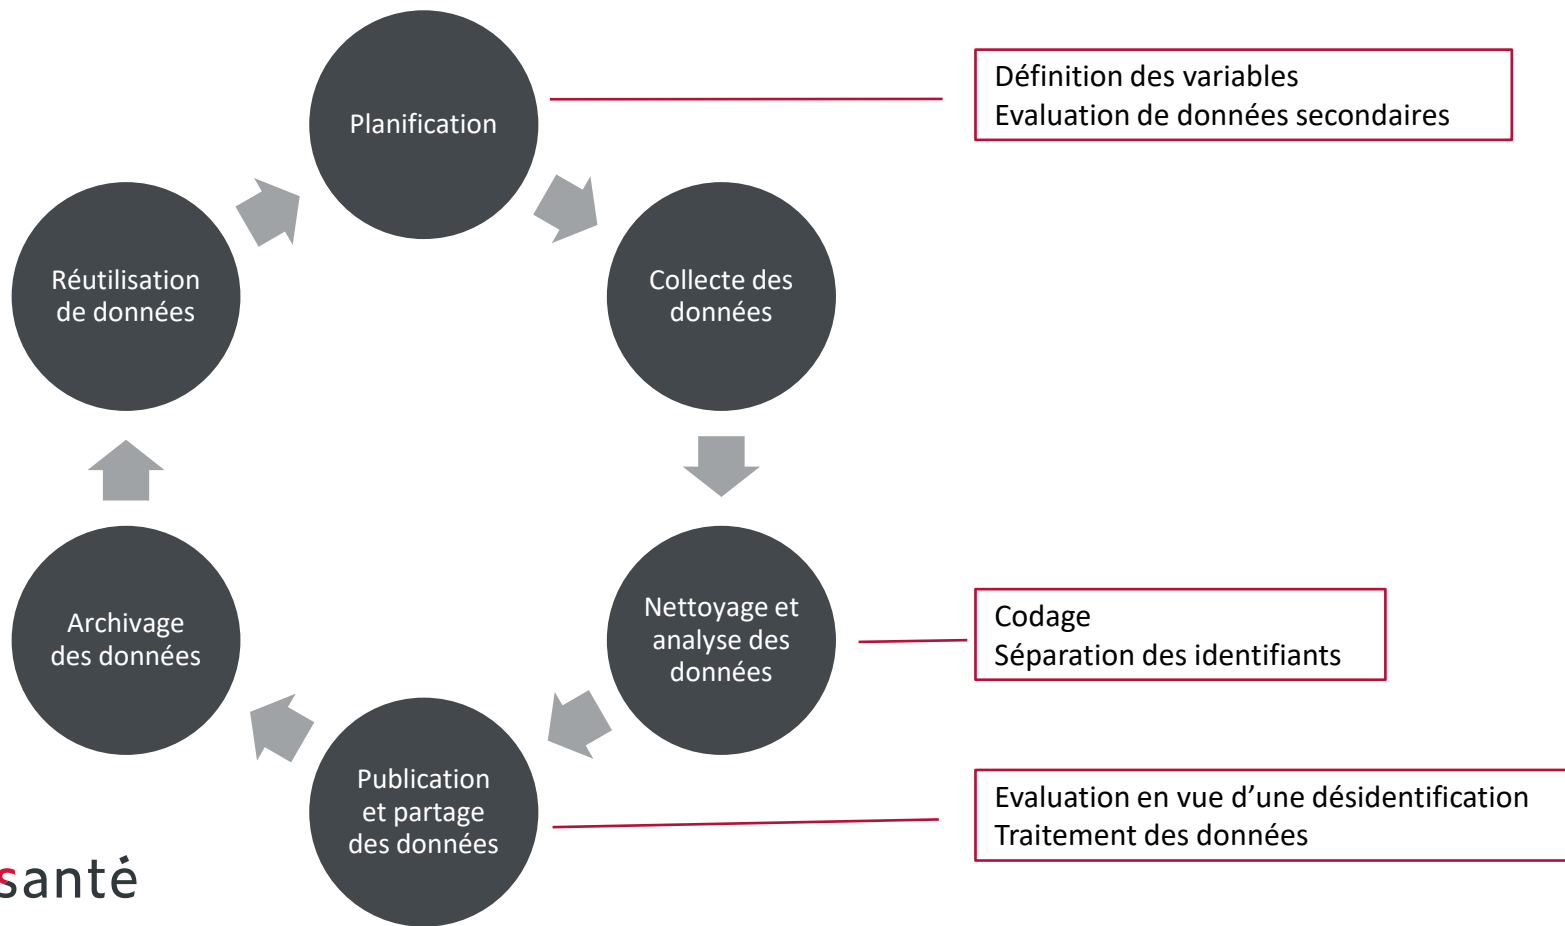 Planification
Définition des variables
Evaluation de données secondaires
Réutilisation
de données
Collecte des
données
Archivage
des données
Nettoyage et
analyse des
données
Codage
Séparation des identifiants
Publication
et partage
des données
Evaluation en vue d’une désidentification
Traitement des données
santé